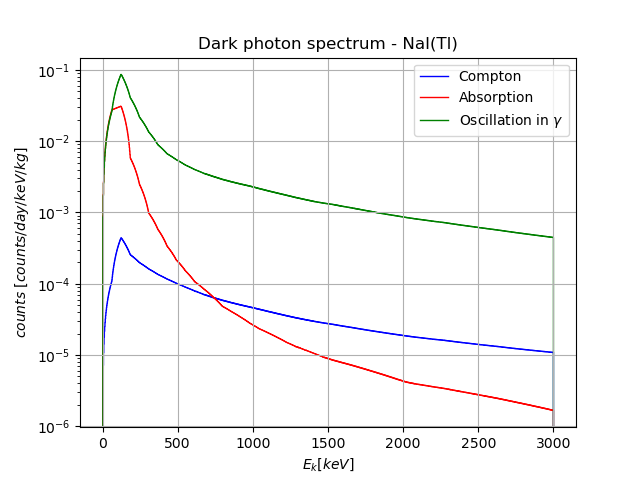 Dark photon spectrum - NaI(Tl)
Compton
Absorption
Oscillation in γ
counts [counts/day/keV/kg]
10⁻¹
10⁻²
10⁻³
10⁻⁴
10⁻⁵
10⁻⁶
0 500 1000 1500 2000 2500 3000
Eₖ[keV]